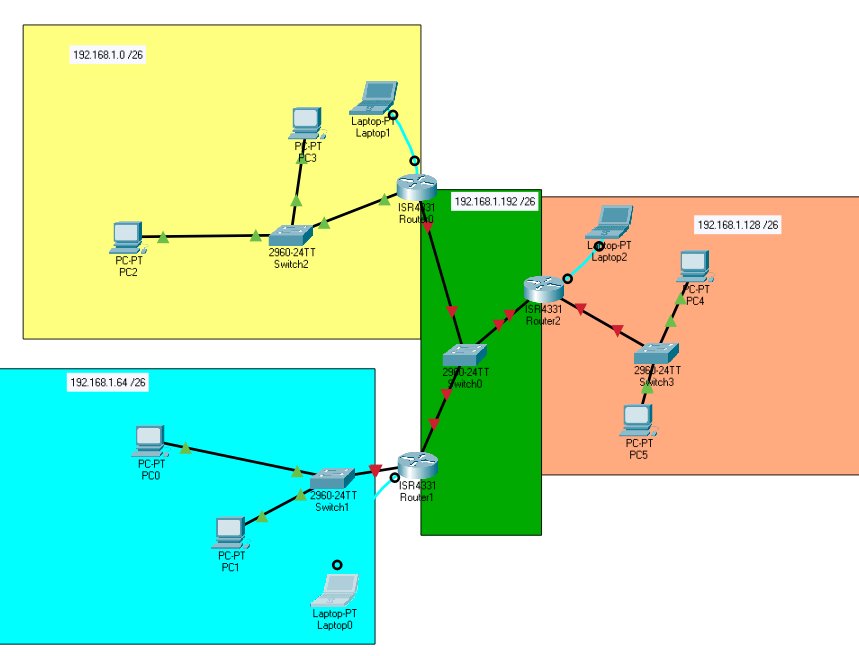 192.168.1.0 /26
Laptop-PT
Laptop1
PC-PT
PC3
ISR4331
Router0
192.168.1.192 /26
192.168.1.128 /26
2960-24TT
Switch2
PC-PT
PC2
Laptop-PT
Laptop2
PC-PT
PC4
ISR4331
Router2
2960-24TT
Switch0
2960-24TT
Switch3
192.168.1.64 /26
PC-PT
PC5
PC-PT
PC0
ISR4331
Router1
2960-24TT
Switch1
PC-PT
PC1
Laptop-PT
Laptop0